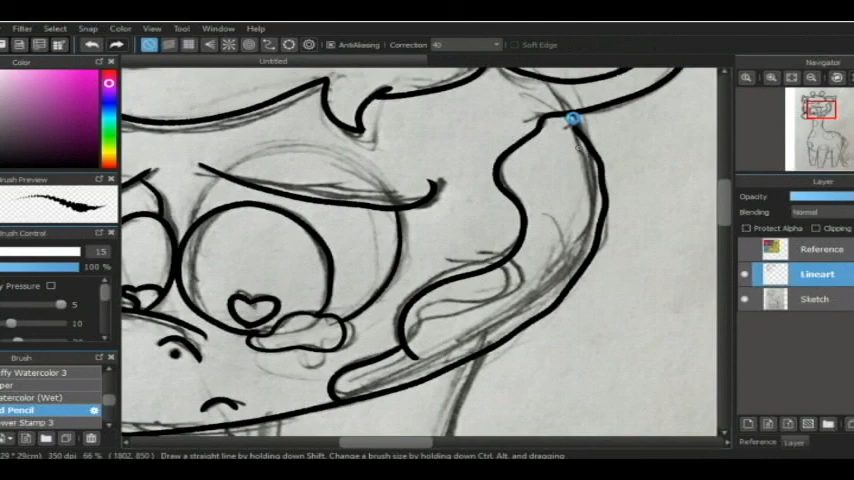 Filter Select Snap Color View Tool Window Help
AntiAliasing Correction 40 Soft Edge
Untitled
Color
Navigator
Brush Preview
Brush Control
15
100 %
Pressure
5
10
Brush
Watercolor 3
(Wet)
Pencil
Stamp 3
Layer
Opacity
Blending Normal
Protect Alpha Clipping
Reference
Lineart
Sketch
Reference Layer
29cm) 350 dpi 66 % (1802, 850) Draw a straight line by holding down Shift, Change a brush size by holding down Ctrl, Alt, and dragging